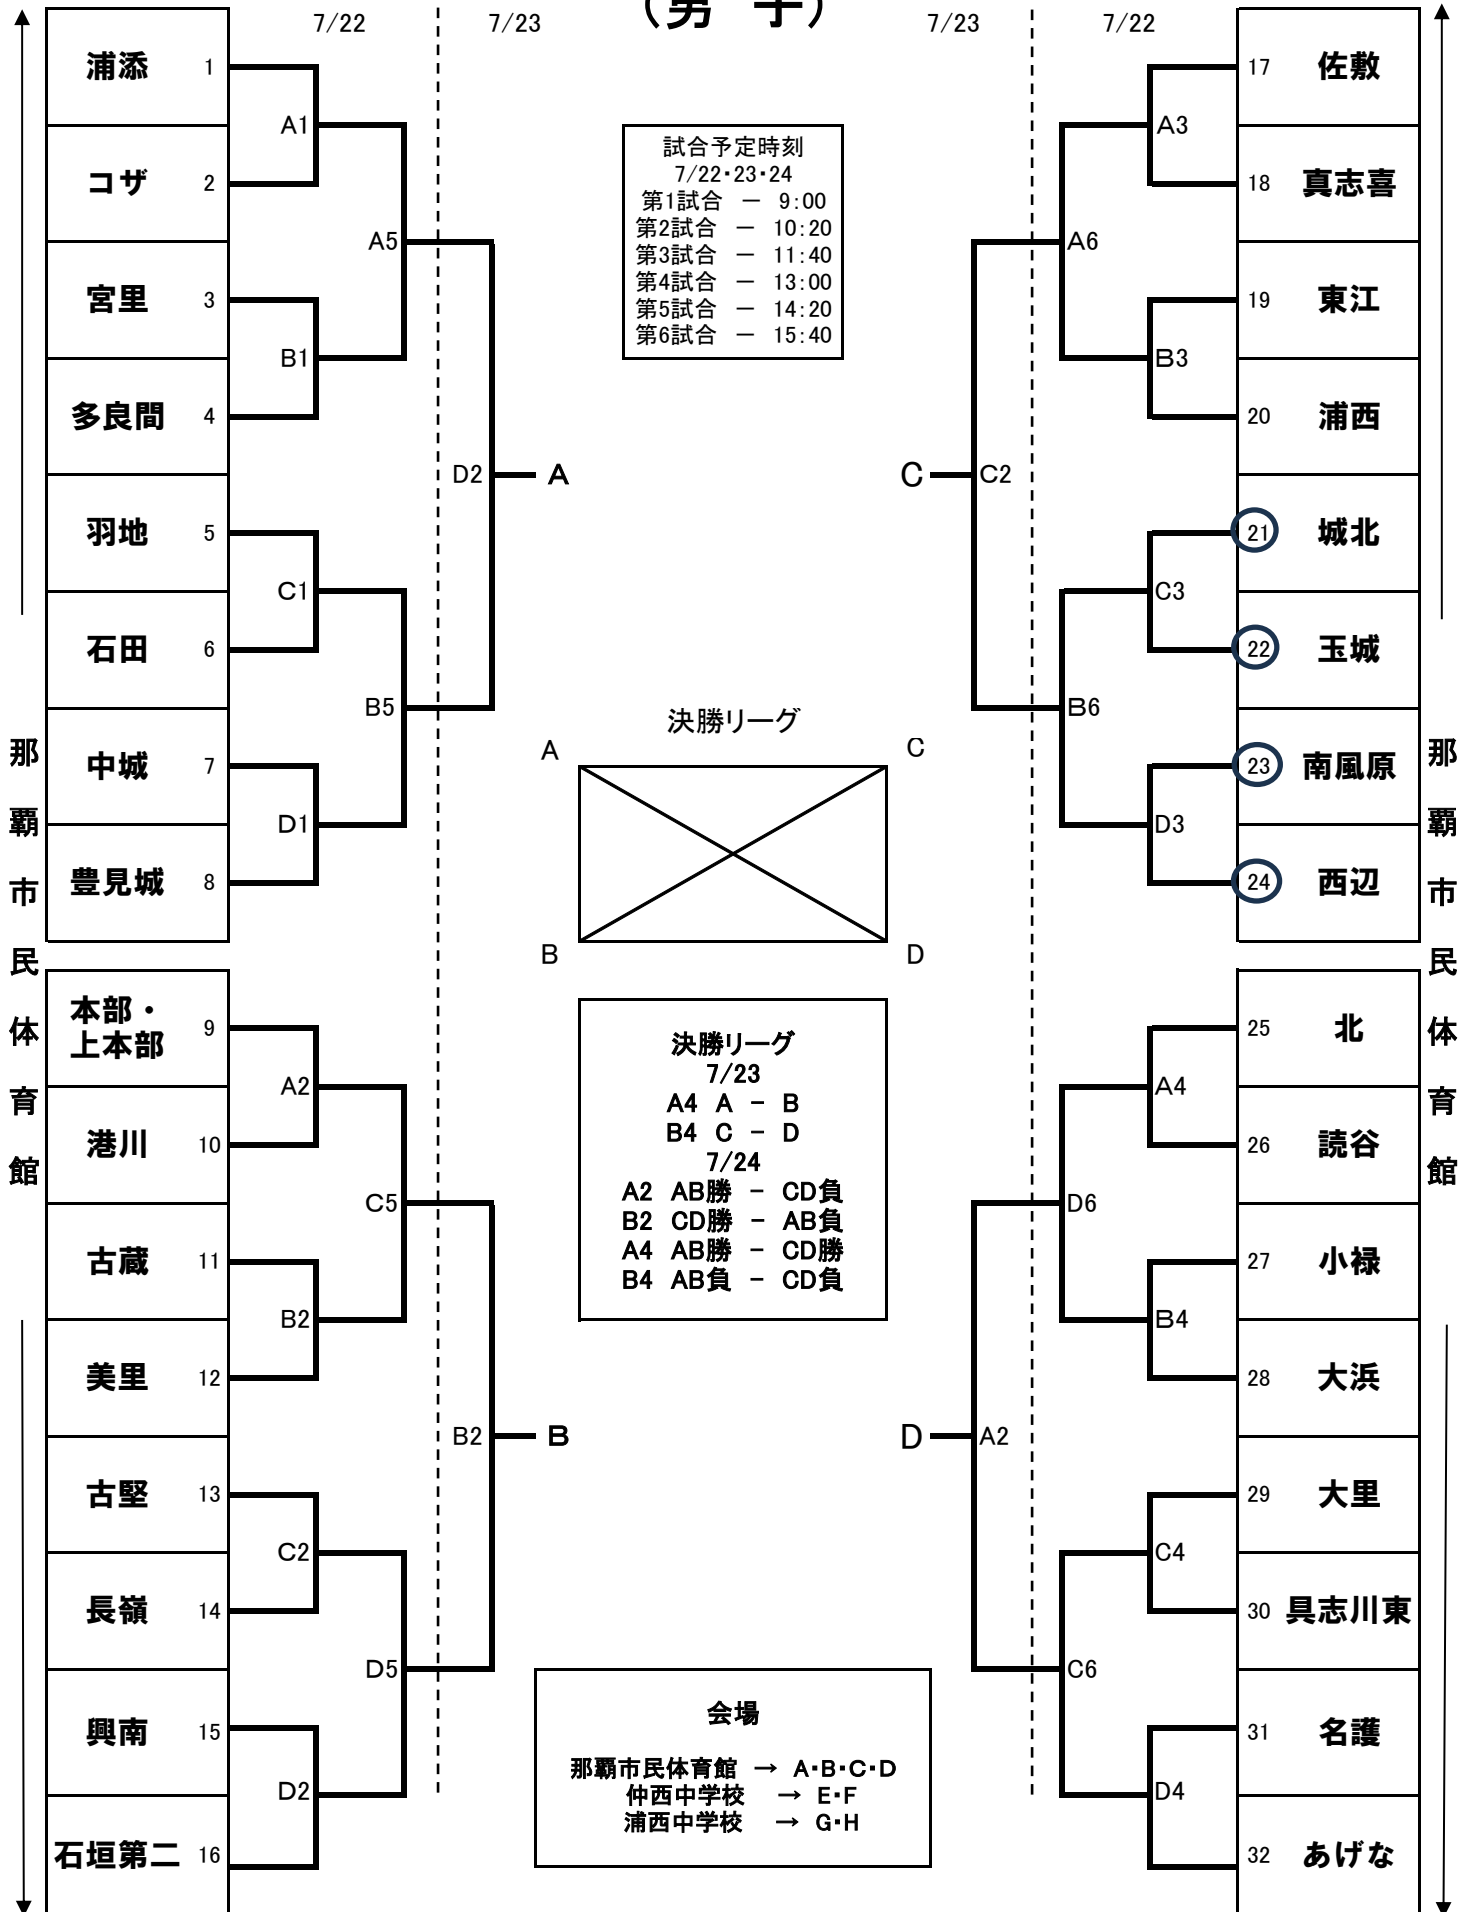 (男 子)
7/22
7/23
7/23
7/22
浦添 1
コザ 2
宮里 3
多良間 4
羽地 5
石田 6
中城 7
豊見城 8
本部・
上本部 9
港川 10
古蔵 11
美里 12
古堅 13
長嶺 14
興南 15
石垣第二 16
A1
B1
C1
D1
A2
B2
C2
D2
A5
B5
C5
D5
D2
B2
A
B
那覇市民体育館
試合予定時刻
7/22・23・24
第1試合 － 9:00
第2試合 － 10:20
第3試合 － 11:40
第4試合 － 13:00
第5試合 － 14:20
第6試合 － 15:40
決勝リーグ
A C
B D
決勝リーグ
7/23
A4 A － B
B4 C － D
7/24
A2 AB勝 － CD負
B2 CD勝 － AB負
A4 AB勝 － CD勝
B4 AB負 － CD負
会場
那覇市民体育館 → A・B・C・D
仲西中学校 → E・F
浦西中学校 → G・H
C
D
C2
A2
A6
B6
D6
C6
A3
B3
C3
D3
A4
B4
C4
D4
17 佐敷
18 真志喜
19 東江
20 浦西
21 城北
22 玉城
23 南風原
24 西辺
25 北
26 読谷
27 小禄
28 大浜
29 大里
30 具志川東
31 名護
32 あげな
那覇市民体育館